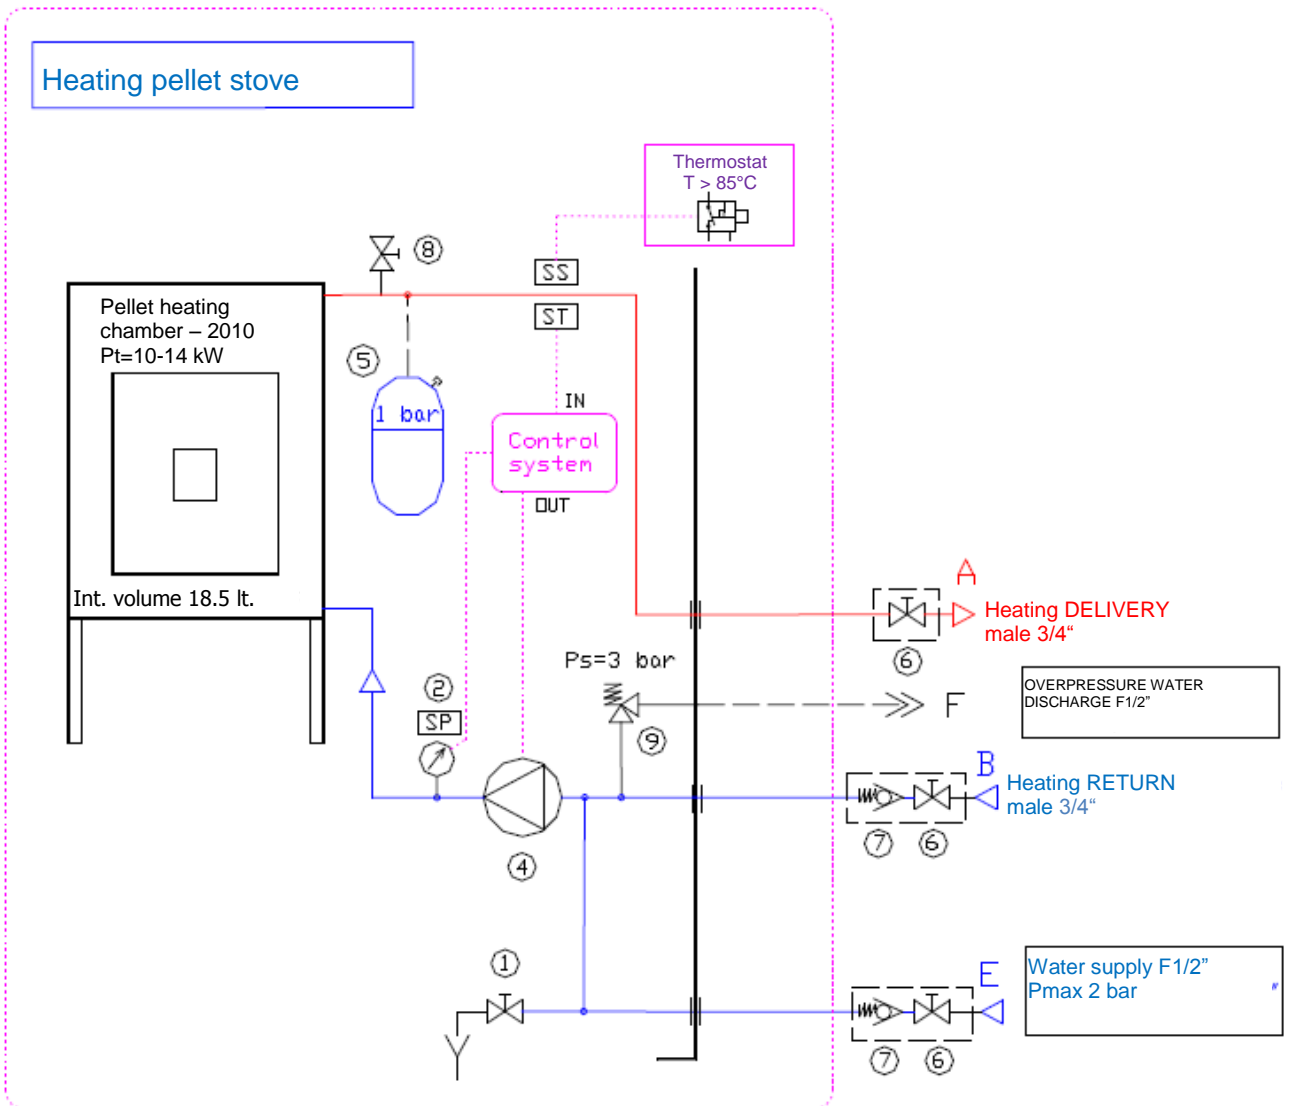 Heating pellet stove
Thermostat
T > 85°C
8
SS
Pellet heating
chamber – 2010
Pt=10-14 kW
ST
5
IN
1 bar
Control
system
OUT
A
Int. volume 18.5 lt.
Heating DELIVERY
male 3/4“
6
Ps=3 bar
2
SP
OVERPRESSURE WATER
DISCHARGE F1/2”
F
9
B
Heating RETURN
male 3/4“
7
6
4
1
E
Water supply F1/2”
Pmax 2 bar "
7
6